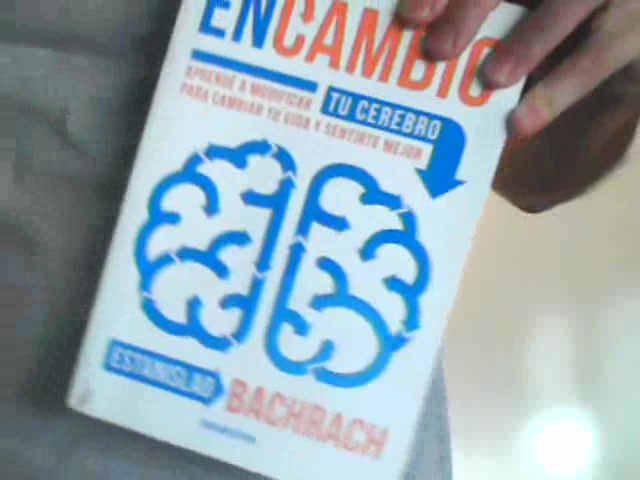 ENCAMBIO
APRENDE A MODIFICAR
TU CEREBRO
PARA CAMBIAR TU VIDA Y SENTIRTE MEJOR
ESTANISLAO
BACHRACH